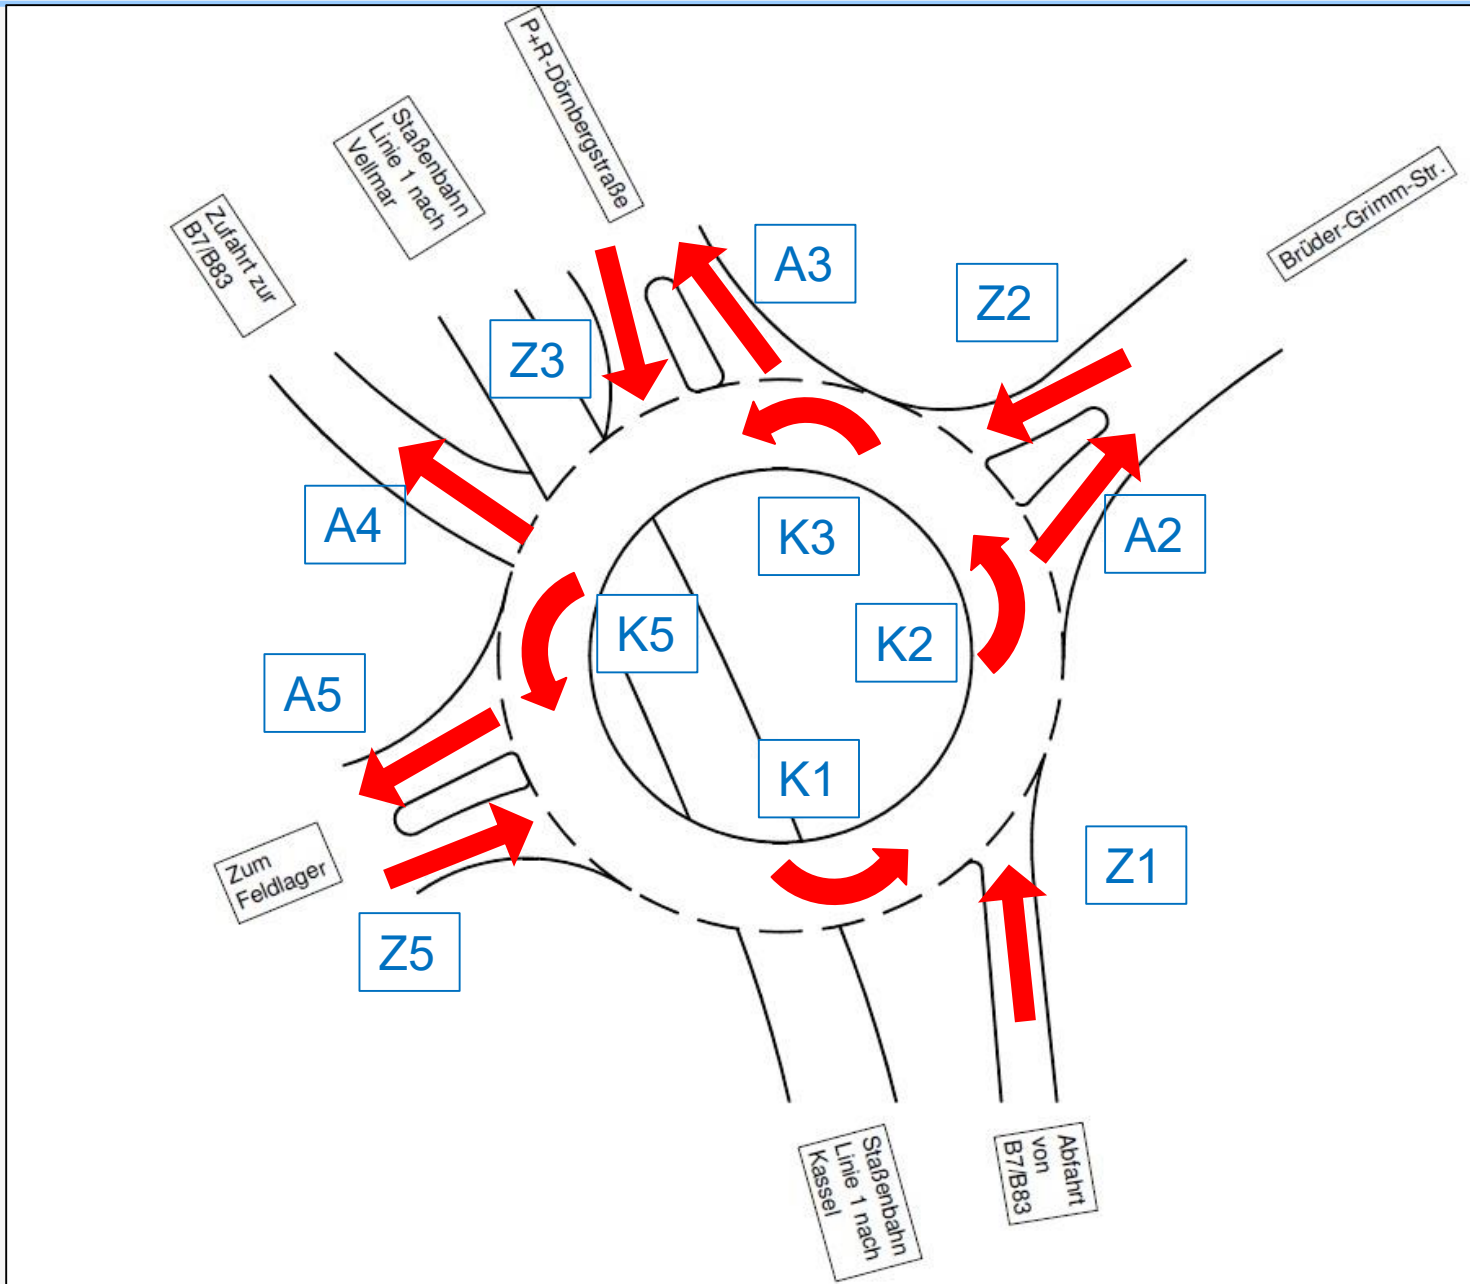 P+R-Dörnbergstraße
Staßenbahn
Linie 1 nach
Vellmar
Zufahrt zur
B7/B83
Brüder-Grimm-Str.
A3
Z2
Z3
A4
K3
A2
K5
K2
A5
K1
Zum
Feldlager
Z1
Z5
Staßenbahn
Linie 1 nach
Kassel
Abfahrt
von
B7/B83